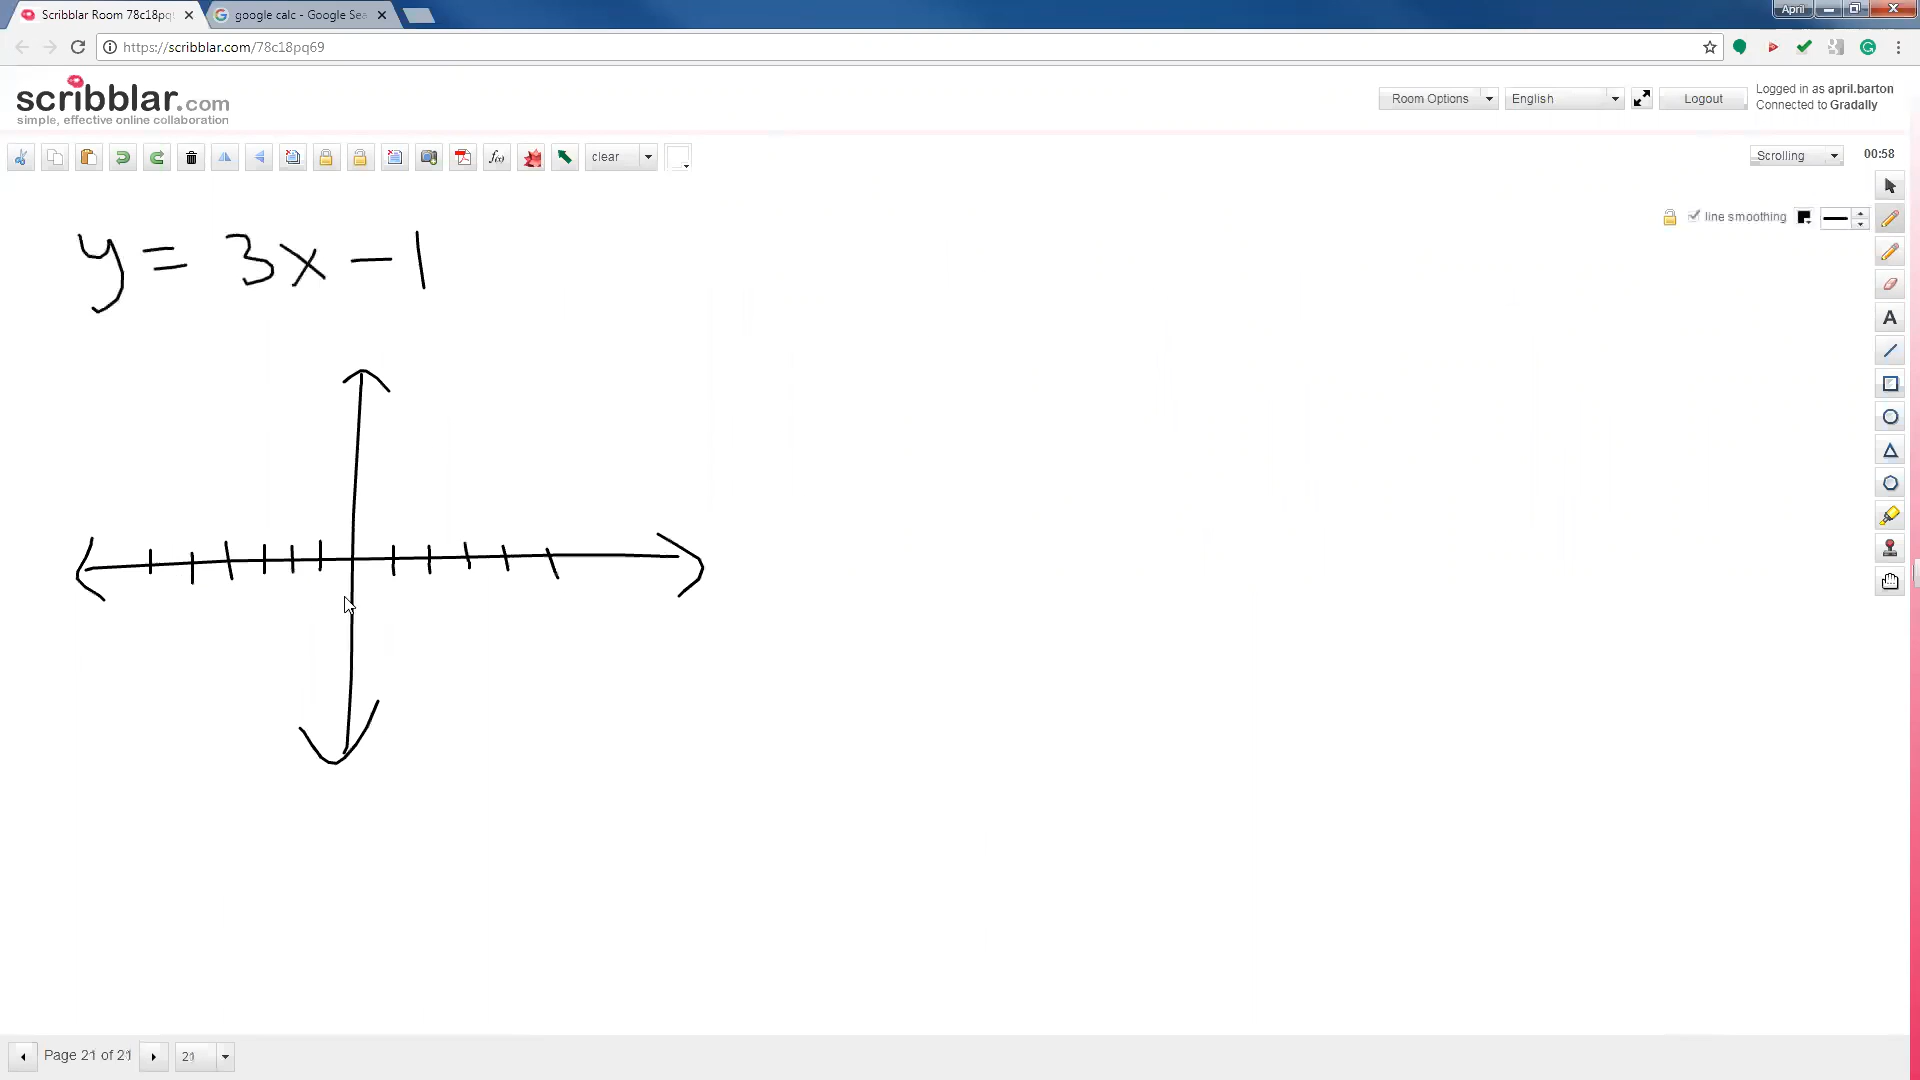 Scribblar Room 78c18pq
google calc - Google Sea
April
https://scribblar.com/78c18pq69
scribblar.com
simple, effective online collaboration
Room Options
English
Logout
Logged in as april.barton
Connected to Gradally
f(x)
clear
Scrolling
00:58
line smoothing
A
y = 3x - 1
Page 21 of 21
21